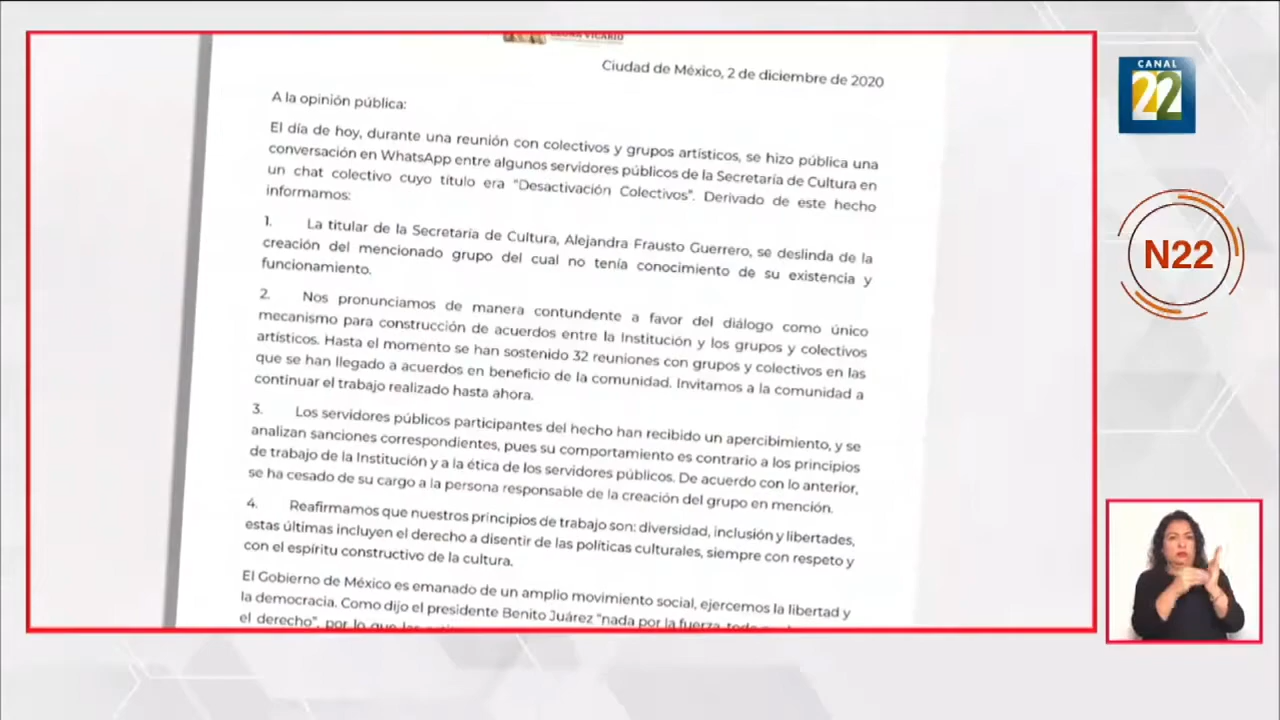 VICARIO
Ciudad de México, 2 de diciembre de 2020
A la opinión pública:
El día de hoy, durante una reunión con colectivos y grupos artísticos, se hizo pública una
conversación en WhatsApp entre algunos servidores públicos de la Secretaría de Cultura en
un chat colectivo cuyo título era "Desactivación Colectivos". Derivado de este hecho
informamos:
1. La titular de la Secretaría de Cultura, Alejandra Frausto Guerrero, se deslinda de la
creación del mencionado grupo del cual no tenía conocimiento de su existencia y
funcionamiento.
2. Nos pronunciamos de manera contundente a favor del diálogo como único
mecanismo para construcción de acuerdos entre la Institución y los grupos y colectivos
artísticos. Hasta el momento se han sostenido 32 reuniones con grupos y colectivos en las
que se han llegado a acuerdos en beneficio de la comunidad. Invitamos a la comunidad a
continuar el trabajo realizado hasta ahora.
3. Los servidores públicos participantes del hecho han recibido un apercibimiento, y se
analizan sanciones correspondientes, pues su comportamiento es contrario a los principios
de trabajo de la Institución y a la ética de los servidores públicos. De acuerdo con lo anterior,
se ha cesado de su cargo a la persona responsable de la creación del grupo en mención.
4. Reafirmamos que nuestros principios de trabajo son: diversidad, inclusión y libertades,
estas últimas incluyen el derecho a disentir de las políticas culturales, siempre con respeto y
con el espíritu constructivo de la cultura.
El Gobierno de México es emanado de un amplio movimiento social, ejercemos la libertad y
la democracia. Como dijo el presidente Benito Juárez "nada por la fuerza, todo
el derecho", por lo que
CANAL
22
N22